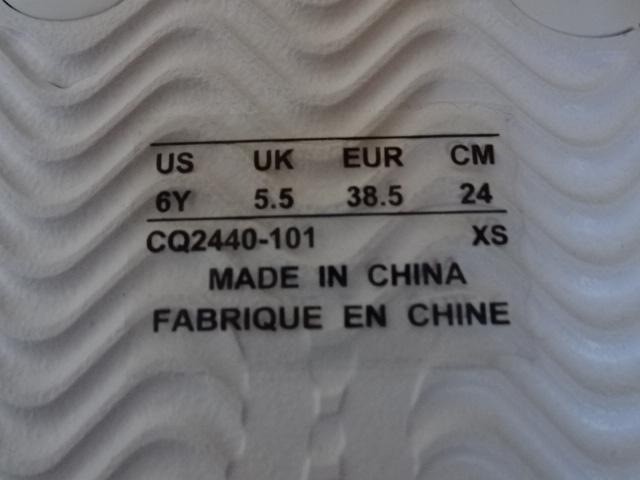 US UK EUR CM
6Y 5.5 38.5 24
CQ2440-101 XS
MADE IN CHINA
FABRIQUE EN CHINE